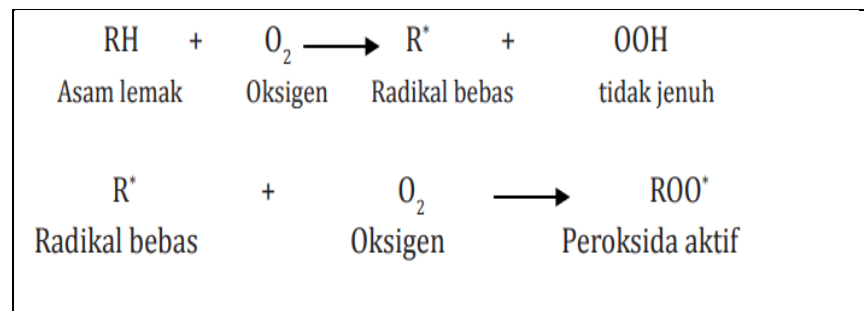 RH + O₂ ⟶ R* + OOH
Asam lemak Oksigen Radikal bebas tidak jenuh
R* + O₂ ⟶ ROO*
Radikal bebas Oksigen Peroksida aktif